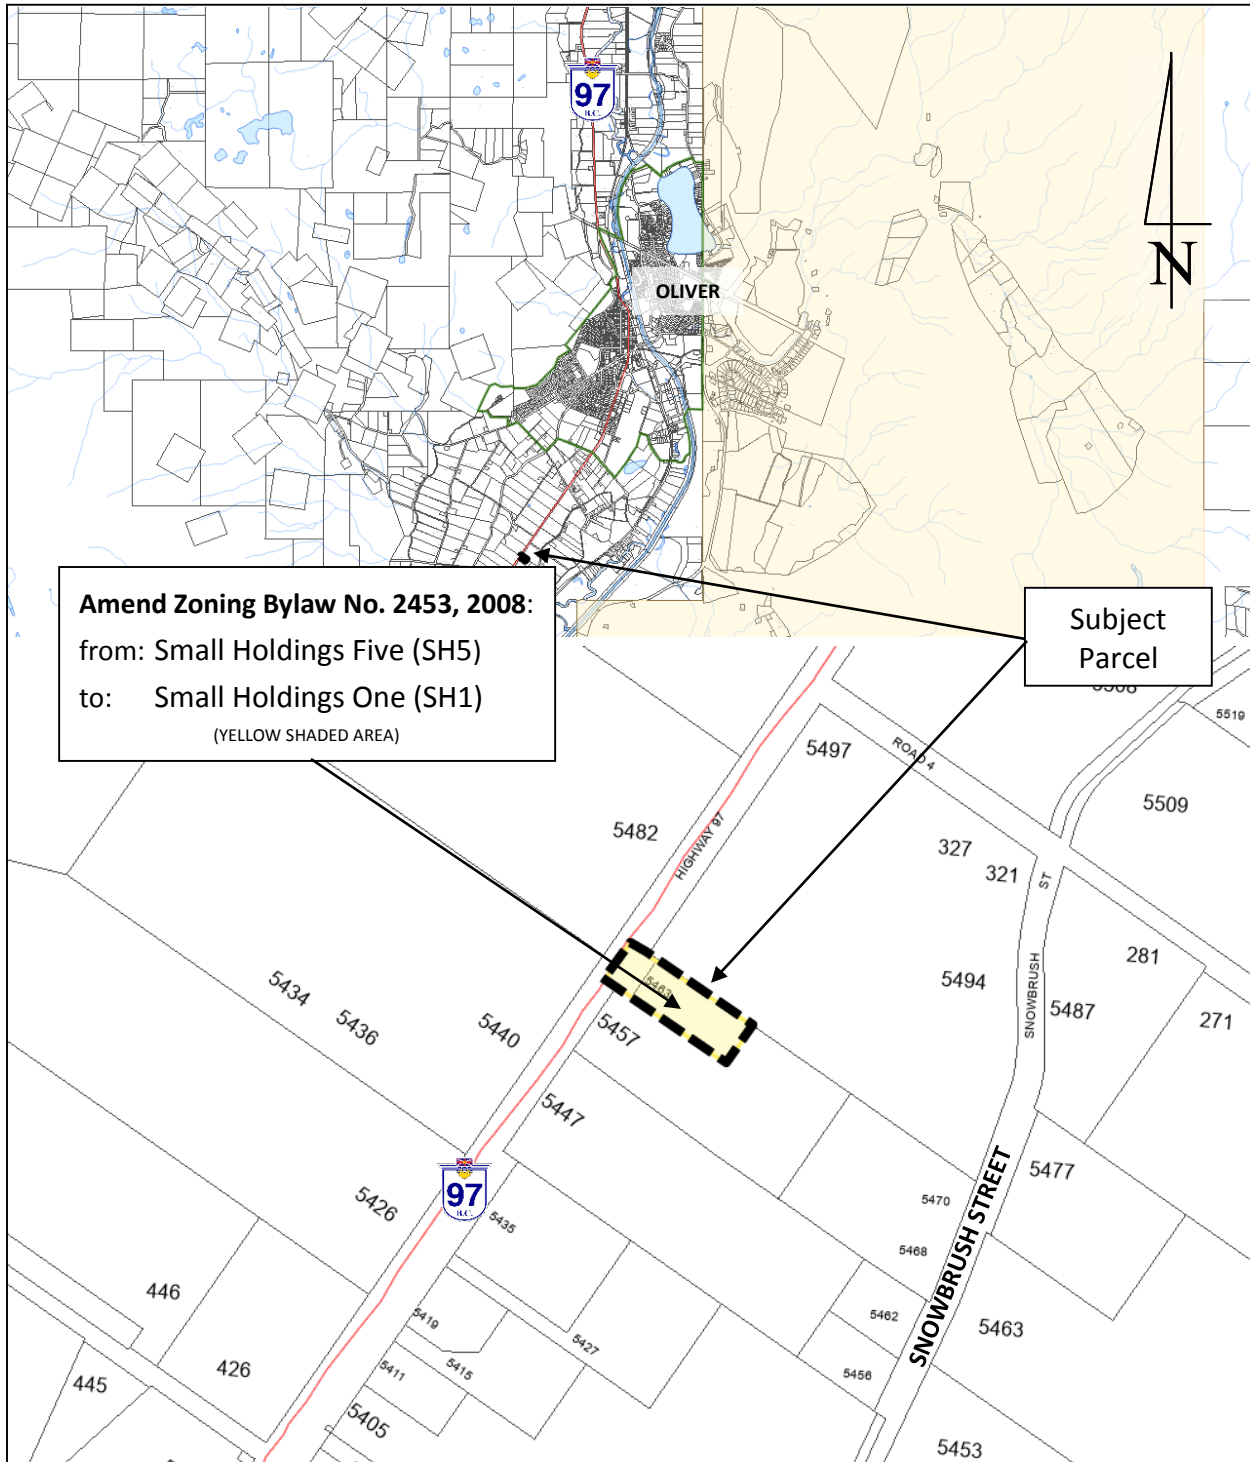 97
B.C.
OLIVER
N
Amend Zoning Bylaw No. 2453, 2008:
from: Small Holdings Five (SH5)
to: Small Holdings One (SH1)
(YELLOW SHADED AREA)
Subject
Parcel
5519
5497
ROAD 4
5509
5482
HIGHWAY 97
327
321
ST
281
5494
SNOWBRUSH
5487
271
5434
5436
5440
5463
5457
5447
97
B.C.
5426
5435
5477
5470
5468
SNOWBRUSH STREET
5462
5463
446
426
445
5419
5427
5415
5411
5456
5405
5453